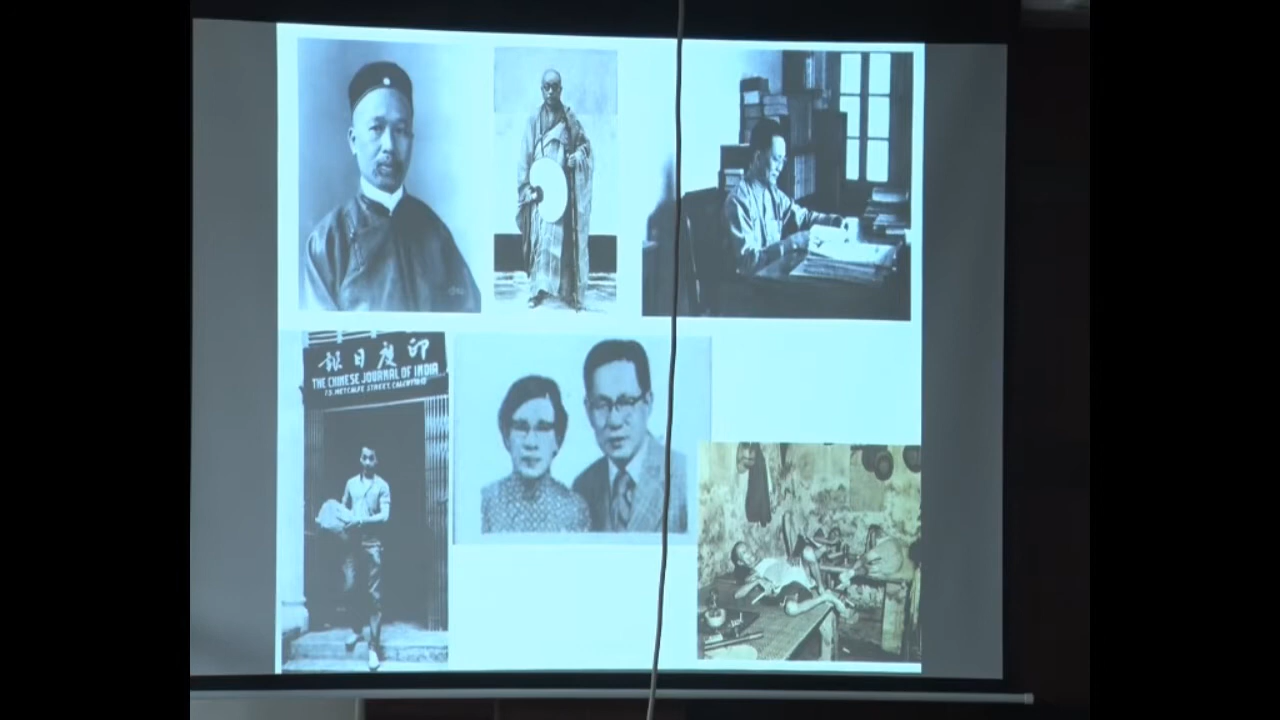 印度日報
THE CHINESE JOURNAL OF INDIA
METCALFE STREET,